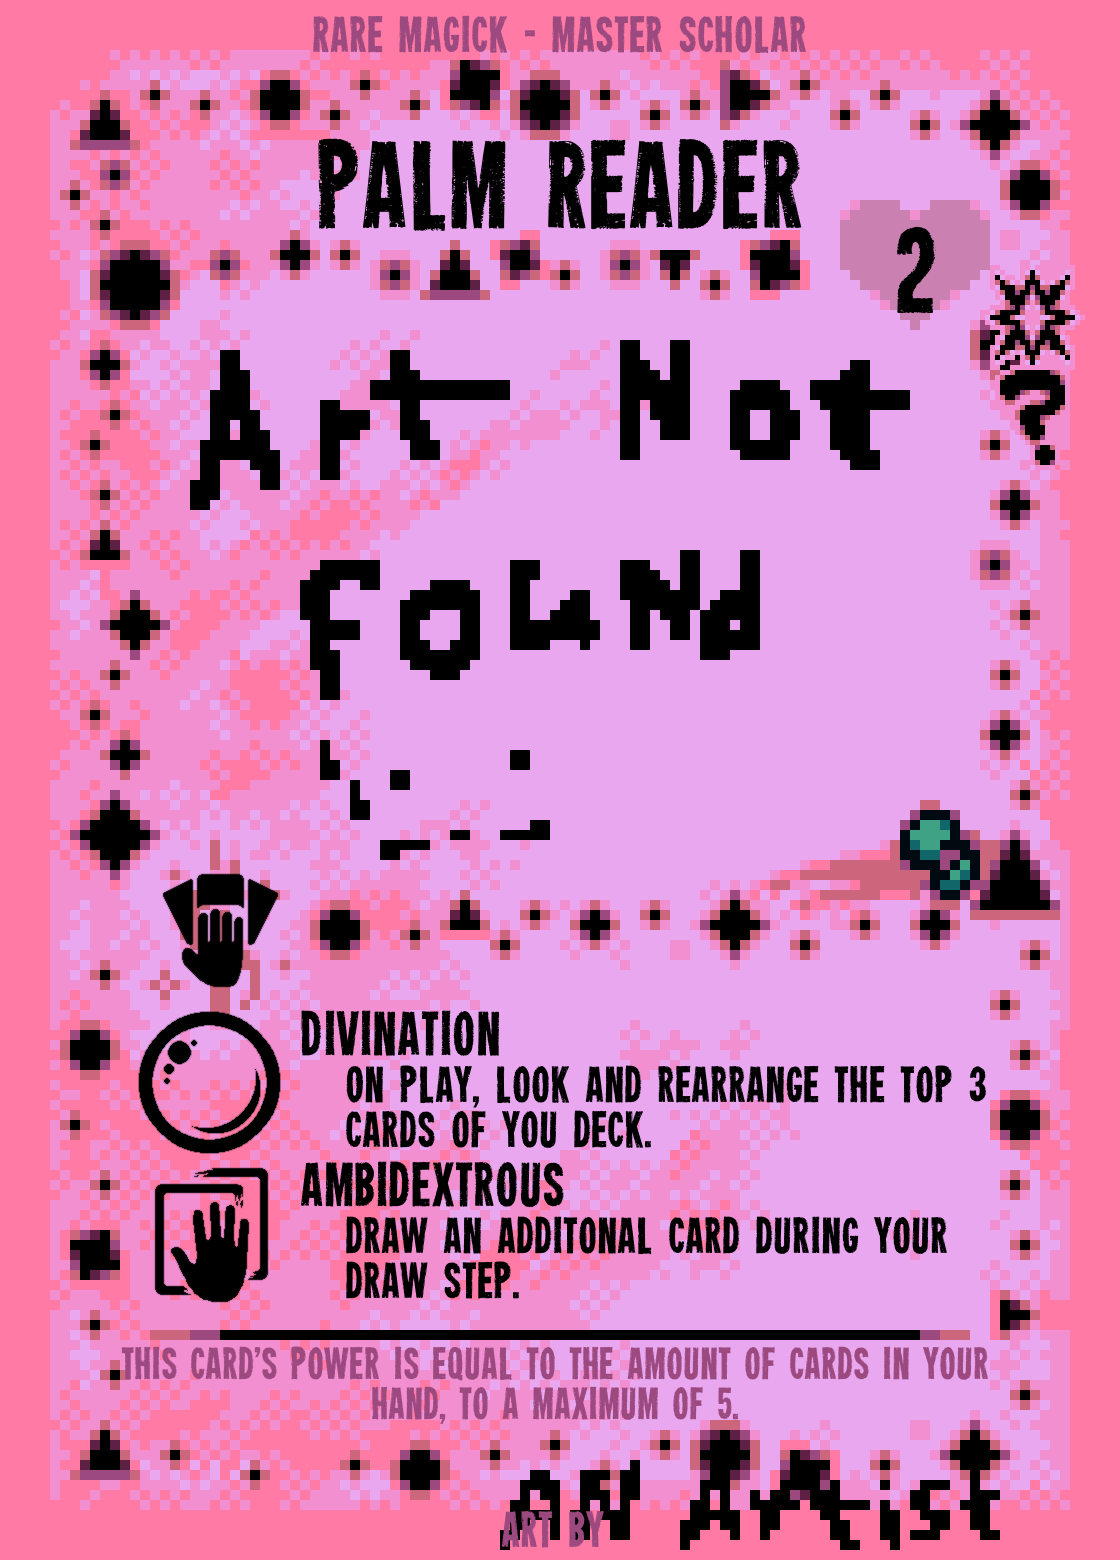 RARE MAGICK - MASTER SCHOLAR
PALM READER
2
?
Art Not
Found
DIVINATION
ON PLAY, LOOK AND REARRANGE THE TOP 3
CARDS OF YOU DECK.
AMBIDEXTROUS
DRAW AN ADDITONAL CARD DURING YOUR
DRAW STEP.
THIS CARD'S POWER IS EQUAL TO THE AMOUNT OF CARDS IN YOUR
HAND, TO A MAXIMUM OF 5.
ART BY AN Artist